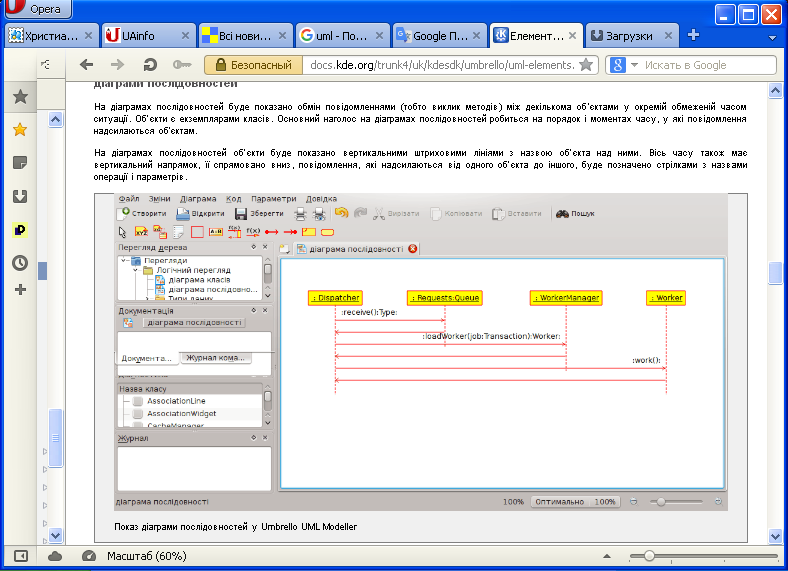 Opera
Христиа...
UAinfo
Всі нови...
uml - По...
Google П...
Елемент...
Загрузки
Безопасный
docs.kde.org/trunk4/uk/kdesdk/umbrello/uml-elements.
Искать в Google
діаграми послідовностей
На діаграмах послідовностей буде показано обмін повідомленнями (тобто виклик методів) між декількома об'єктами у окремій обмеженій часом
ситуації. Об'єкти є екземплярами класів. Основний наголос на діаграмах послідовностей робиться на порядок і моментах часу, у які повідомлення
надсилаються об'єктам.
На діаграмах послідовностей об'єкти буде показано вертикальними штриховими лініями з назвою об'єкта над ними. Вісь часу також має
вертикальний напрямок, її спрямовано вниз, повідомлення, які надсилаються від одного об'єкта до іншого, буде позначено стрілками з назвами
операції і параметрів.
Файл Зміни Діаграма Код Параметри Довідка
Створити Відкрити Зберегти Вирізати Копіювати Вставити Пошук
Перегляд дерева
діаграма послідовності
Перегляди
Логічний перегляд
діаграма класів
діаграма послідовно...
Типи даних
Документація
діаграма послідовності
Документа...
Журнал кома...
Назва класу
AssociationLine
AssociationWidget
CacheManager
Журнал
: Dispatcher
: Requests:Queue
: WorkerManager
: Worker
:receive():Type:
:loadWorker(job:Transaction):Worker:
:work():
діаграма послідовності
100%
Оптимально 100%
Показ діаграми послідовностей у Umbrello UML Modeller
Масштаб (60%)